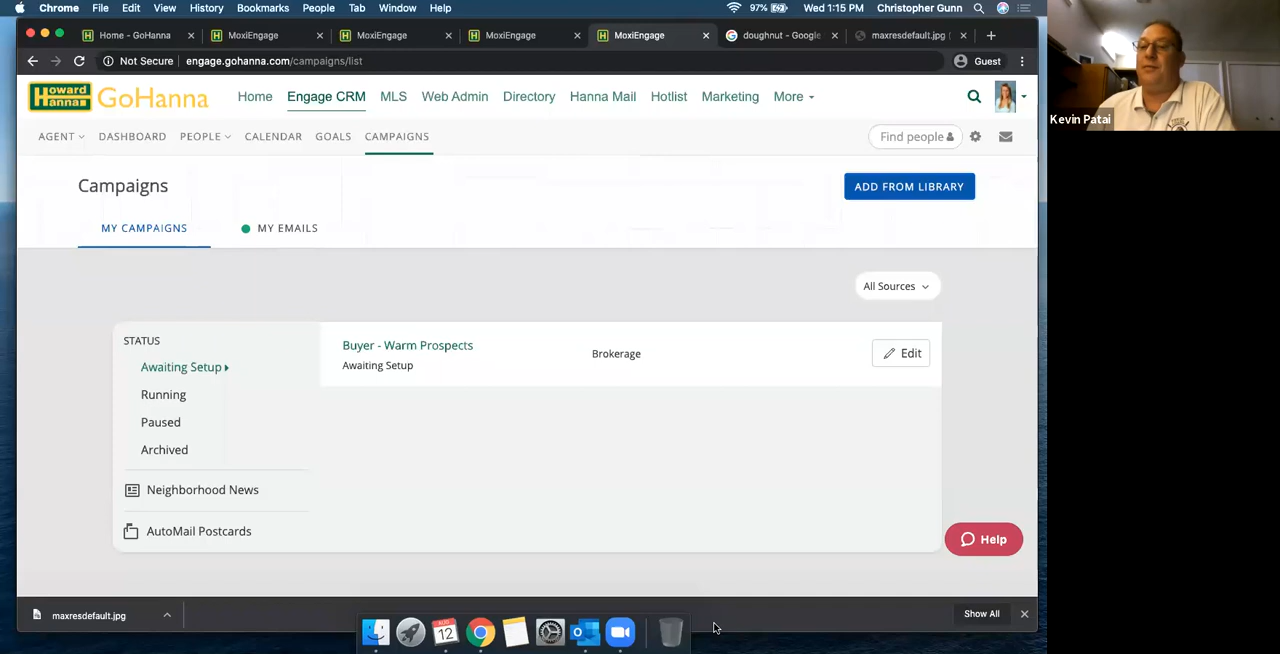 Chrome File Edit View History Bookmarks People Tab Window Help 97% Wed 1:15 PM Christopher Gunn
Home - GoHanna MoxiEngage MoxiEngage MoxiEngage MoxiEngage doughnut - Google maxresdefault.jpg (
Not Secure engage.gohanna.com/campaigns/list Guest
Howard Hanna GoHanna Home Engage CRM MLS Web Admin Directory Hanna Mail Hotlist Marketing More
AGENT DASHBOARD PEOPLE CALENDAR GOALS CAMPAIGNS Find people
Kevin Patai
Campaigns ADD FROM LIBRARY
MY CAMPAIGNS MY EMAILS
All Sources
STATUS
Awaiting Setup
Running
Paused
Archived
Neighborhood News
AutoMail Postcards
Buyer - Warm Prospects
Awaiting Setup
Brokerage
Edit
Help
maxresdefault.jpg Show All
AUG
12